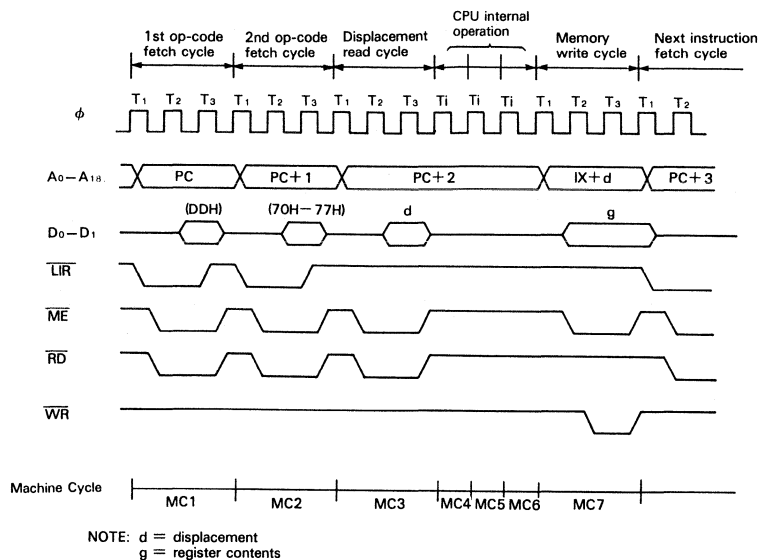 CPU internal
operation
1st op-code
fetch cycle
2nd op-code
fetch cycle
Displacement
read cycle
Memory
write cycle
Next instruction
fetch cycle
T1 T2 T3 T1 T2 T3 T1 T2 T3 Ti Ti Ti T1 T2 T3 T1 T2
φ
A0–A18. PC PC+1 PC+2 IX+d PC+3
(DDH) (70H–77H) d g
D0–D1
LIR
ME
RD
WR
Machine Cycle MC1 MC2 MC3 MC4 MC5 MC6 MC7
NOTE: d = displacement
g = register contents